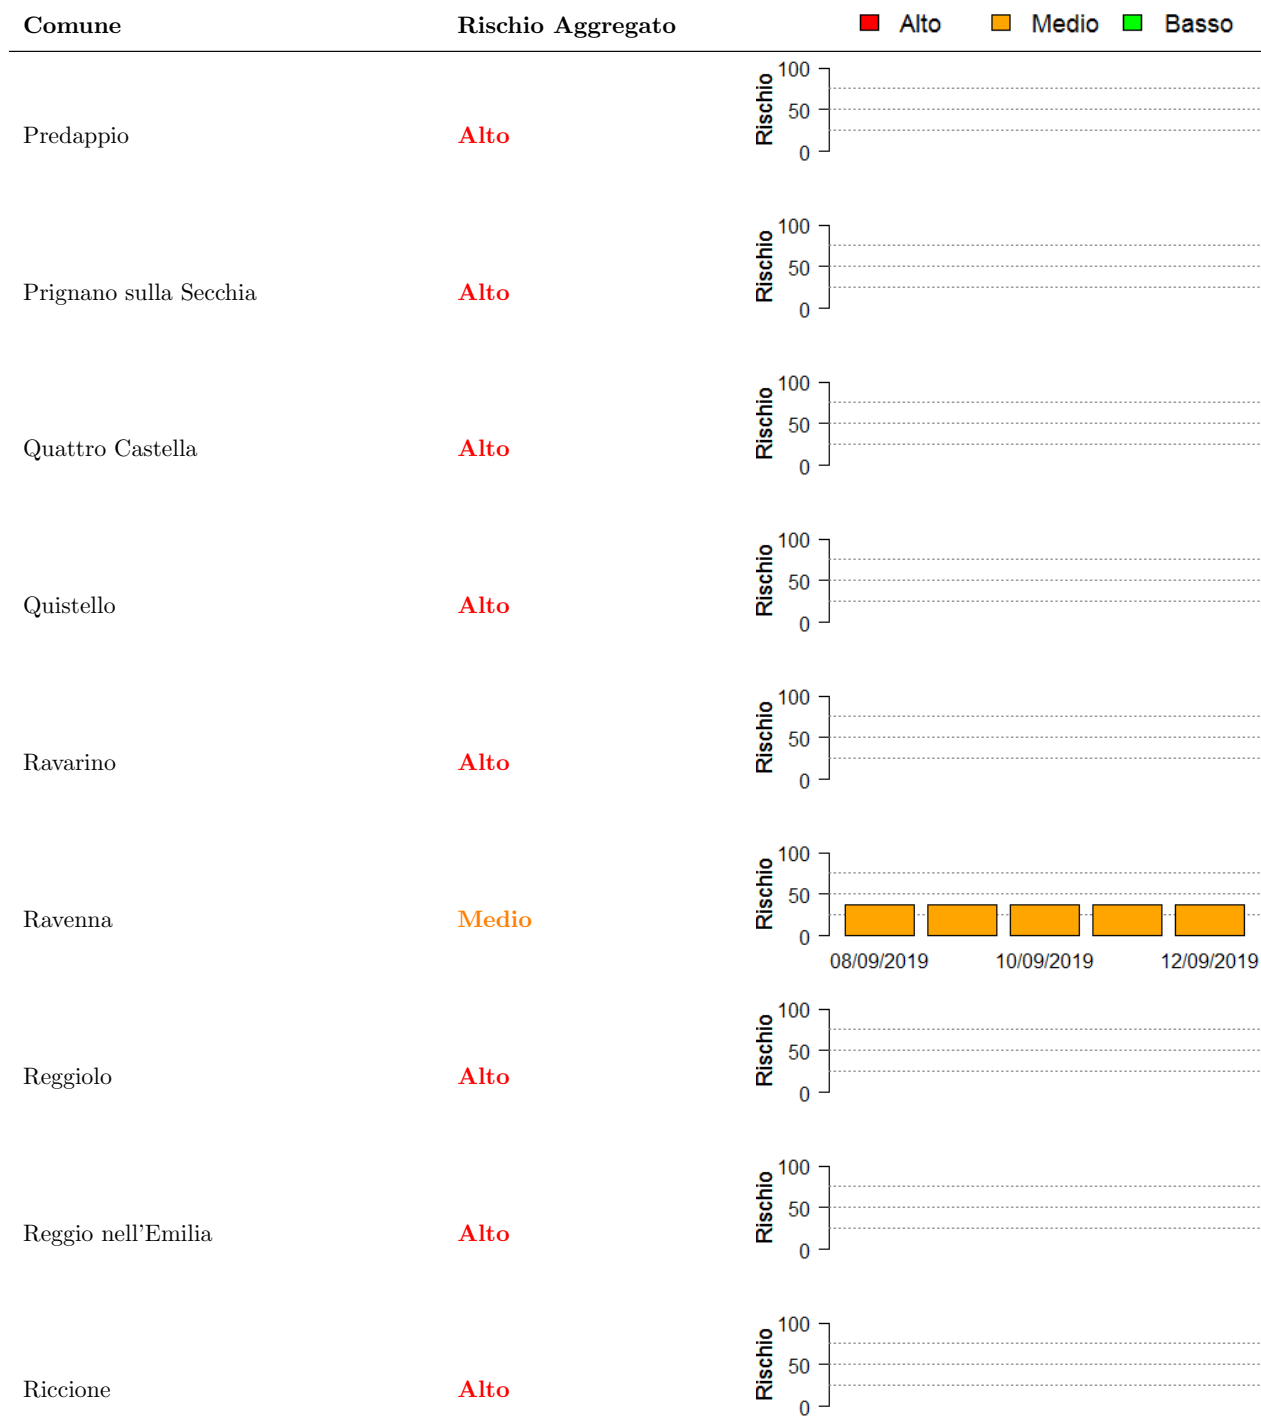 Comune Rischio Aggregato Alto Medio Basso
Predappio Alto Rischio 100 50 0
Prignano sulla Secchia Alto Rischio 100 50 0
Quattro Castella Alto Rischio 100 50 0
Quistello Alto Rischio 100 50 0
Ravarino Alto Rischio 100 50 0
Ravenna Medio Rischio 100 50 0
08/09/2019 10/09/2019 12/09/2019
Reggiolo Alto Rischio 100 50 0
Reggio nell'Emilia Alto Rischio 100 50 0
Riccione Alto Rischio 100 50 0